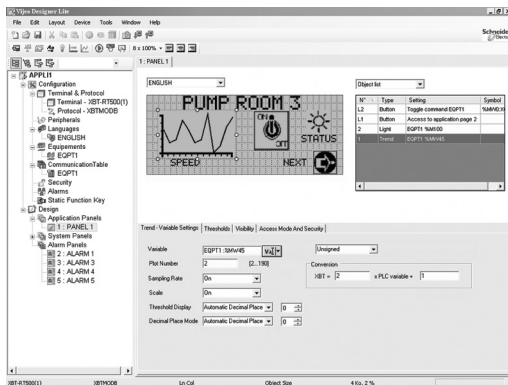 Vijeo Designer Lite
File Edit Layout Device Tools Window Help
Schneider
Electric
8 x 100%
1 : PANEL 1
APPLI1
Configuration
Terminal & Protocol
Terminal - XBT-RT500(1)
Protocol - XBTMODB
Peripherals
Languages
ENGLISH
Equipements
EQPT1
CommunicationTable
EQPT1
Security
Alarms
Static Function Key
Design
Application Panels
1 : PANEL 1
System Panels
Alarm Panels
2 : ALARM 1
3 : ALARM 2
4 : ALARM 4
5 : ALARM 5
ENGLISH
PUMP ROOM 3
ON
OFF
STATUS
SPEED
NEXT
Object list
N° Type Setting Symbol
L2 Button Toggle command EQPT1
L1 Button Access to application page 2
2 Light EQPT1 %M100
1 Trend EQPT1 %MW45
Trend - Variable Settings Thresholds Visibility Access Mode And Security
Variable EQPT1 :%MW45 Unsigned
Plot Number 2 [2...190]
Conversion
XBT = 2 x PLC variable + 1
Sampling Rate On
Scale On
Threshold Display Automatic Decimal Place 0
Decimal Place Mode Automatic Decimal Place 0
XBT-RT500(1) XBTMODB Ln Col Object Size 4 Ko, 2 %